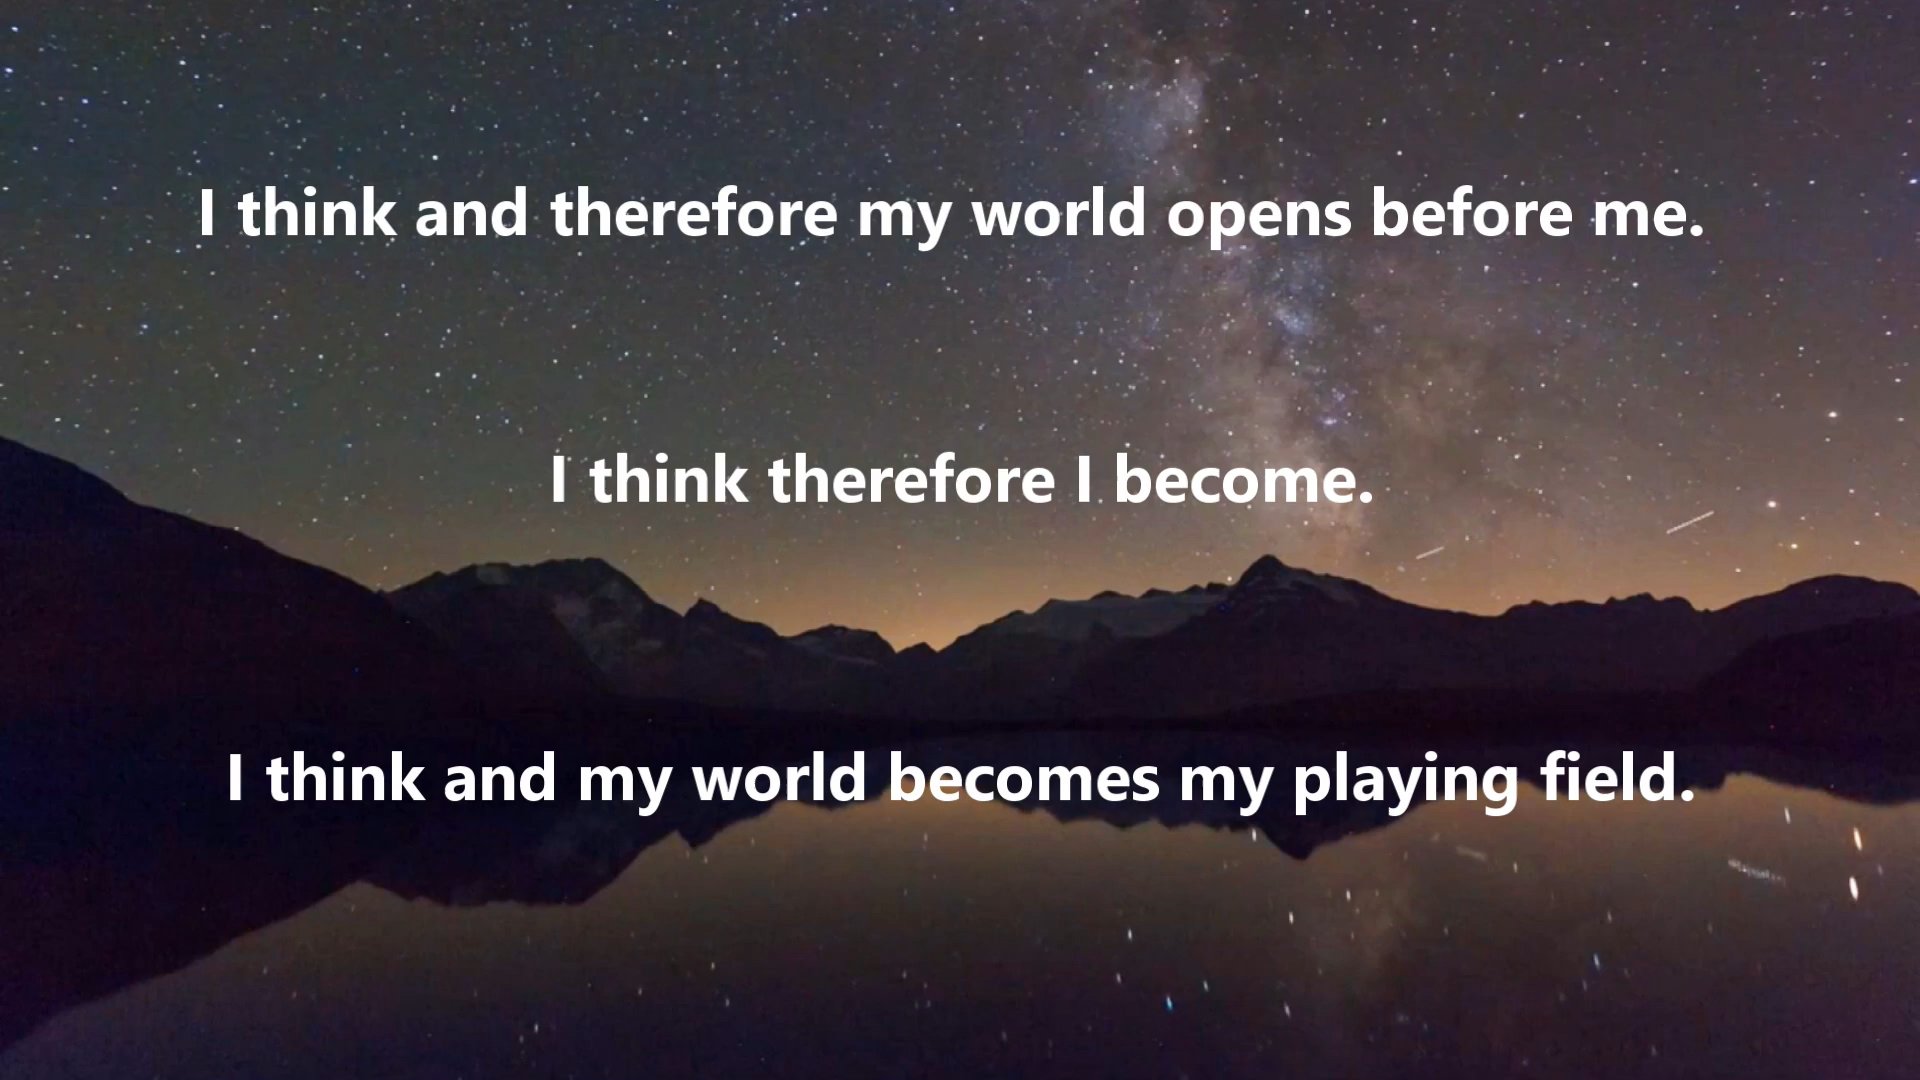 I think and therefore my world opens before me.
I think therefore I become.
I think and my world becomes my playing field.